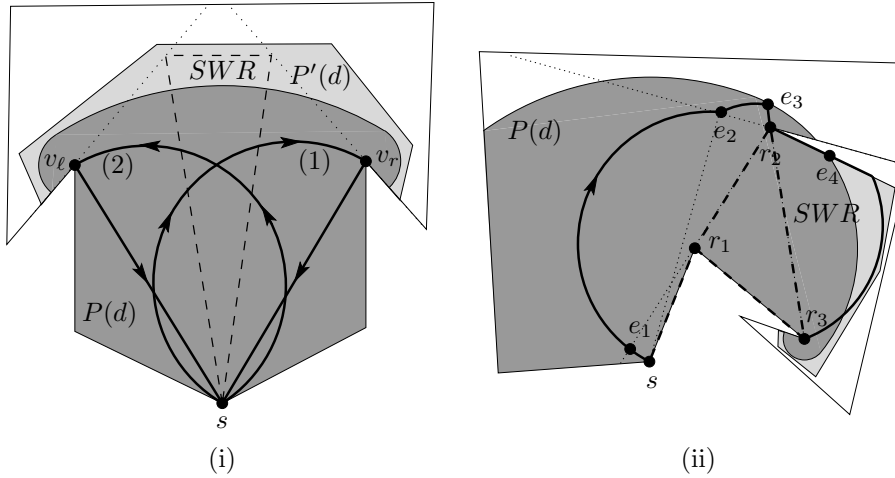 SWR
P′(d)
v_ℓ
(2)
(1)
v_r
P(d)
s
(i)
P(d)
e_2
e_3
r_2
e_4
SWR
r_1
e_1
r_3
s
(ii)